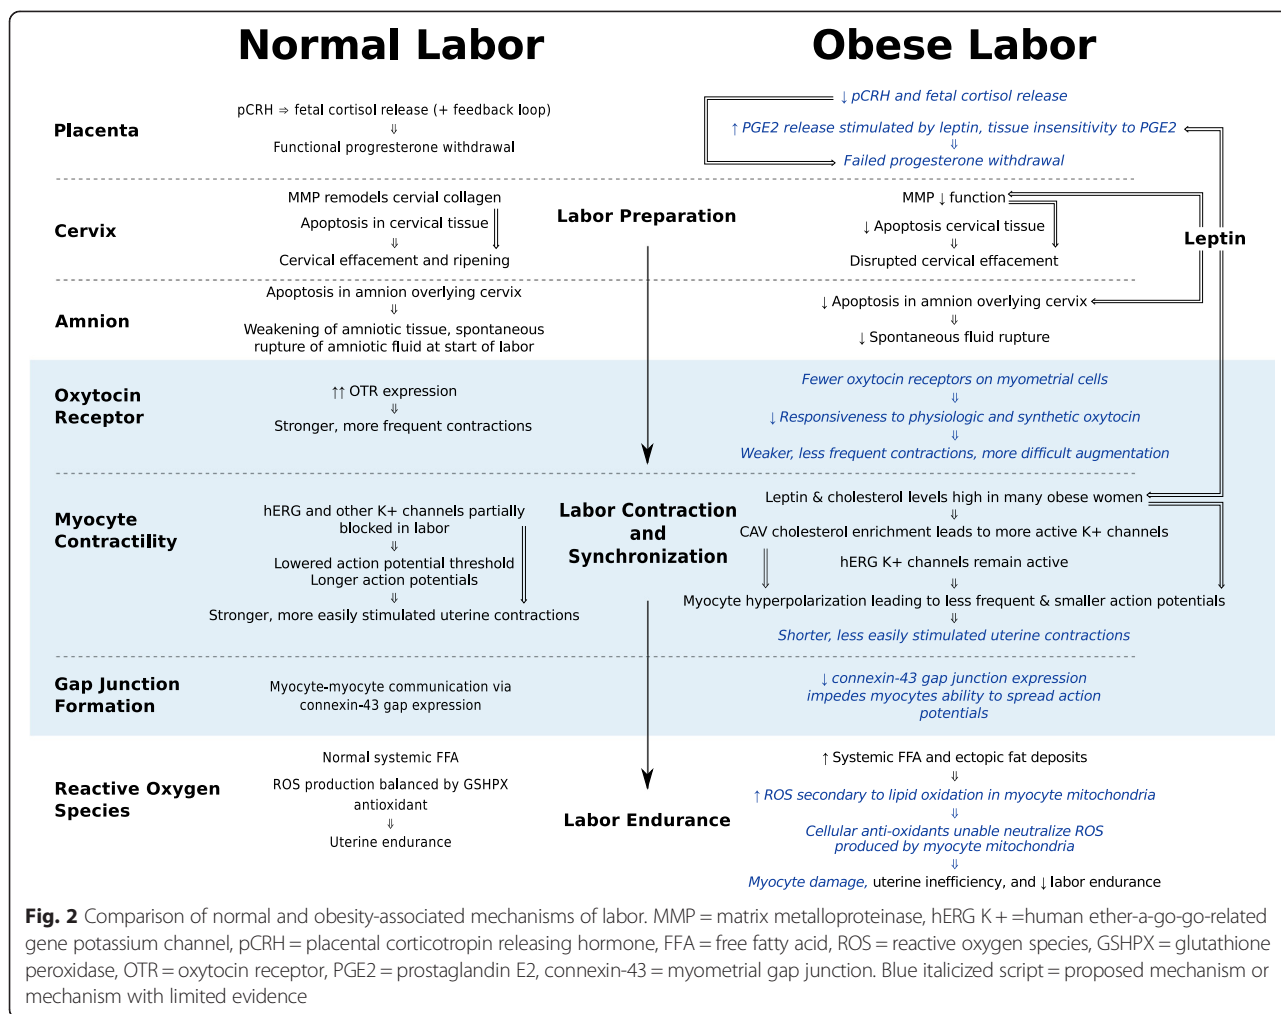 Normal Labor
Obese Labor
Placenta
pCRH ⇒ fetal cortisol release (+ feedback loop)
⇓
Functional progresterone withdrawal
↓ pCRH and fetal cortisol release
↑ PGE2 release stimulated by leptin, tissue insensitivity to PGE2
⇓
Failed progesterone withdrawal
Cervix
MMP remodels cervial collagen
Apoptosis in cervical tissue
⇓
Cervical effacement and ripening
Labor Preparation
MMP ↓ function
↓ Apoptosis cervical tissue
⇓
Disrupted cervical effacement
Leptin
Amnion
Apoptosis in amnion overlying cervix
⇓
Weakening of amniotic tissue, spontaneous
rupture of amniotic fluid at start of labor
↓ Apoptosis in amnion overlying cervix
⇓
↓ Spontaneous fluid rupture
Oxytocin
Receptor
↑↑ OTR expression
⇓
Stronger, more frequent contractions
Fewer oxytocin receptors on myometrial cells
⇓
↓ Responsiveness to physiologic and synthetic oxytocin
⇓
Weaker, less frequent contractions, more difficult augmentation
Myocyte
Contractility
hERG and other K+ channels partially
blocked in labor
⇓
Lowered action potential threshold
Longer action potentials
⇓
Stronger, more easily stimulated uterine contractions
Labor Contraction
and
Synchronization
Leptin & cholesterol levels high in many obese women
⇓
CAV cholesterol enrichment leads to more active K+ channels
hERG K+ channels remain active
⇓
Myocyte hyperpolarization leading to less frequent & smaller action potentials
⇓
Shorter, less easily stimulated uterine contractions
Gap Junction
Formation
Myocyte-myocyte communication via
connexin-43 gap expression
↓ connexin-43 gap junction expression
impedes myocytes ability to spread action
potentials
Reactive Oxygen
Species
Normal systemic FFA
ROS production balanced by GSHPX
antioxidant
⇓
Uterine endurance
Labor Endurance
↑ Systemic FFA and ectopic fat deposits
⇓
↑ ROS secondary to lipid oxidation in myocyte mitochondria
⇓
Cellular anti-oxidants unable neutralize ROS
produced by myocyte mitochondria
⇓
Myocyte damage, uterine inefficiency, and ↓ labor endurance
Fig. 2 Comparison of normal and obesity-associated mechanisms of labor. MMP = matrix metalloproteinase, hERG K + =human ether-a-go-go-related
gene potassium channel, pCRH = placental corticotropin releasing hormone, FFA = free fatty acid, ROS = reactive oxygen species, GSHPX = glutathione
peroxidase, OTR = oxytocin receptor, PGE2 = prostaglandin E2, connexin-43 = myometrial gap junction. Blue italicized script = proposed mechanism or
mechanism with limited evidence